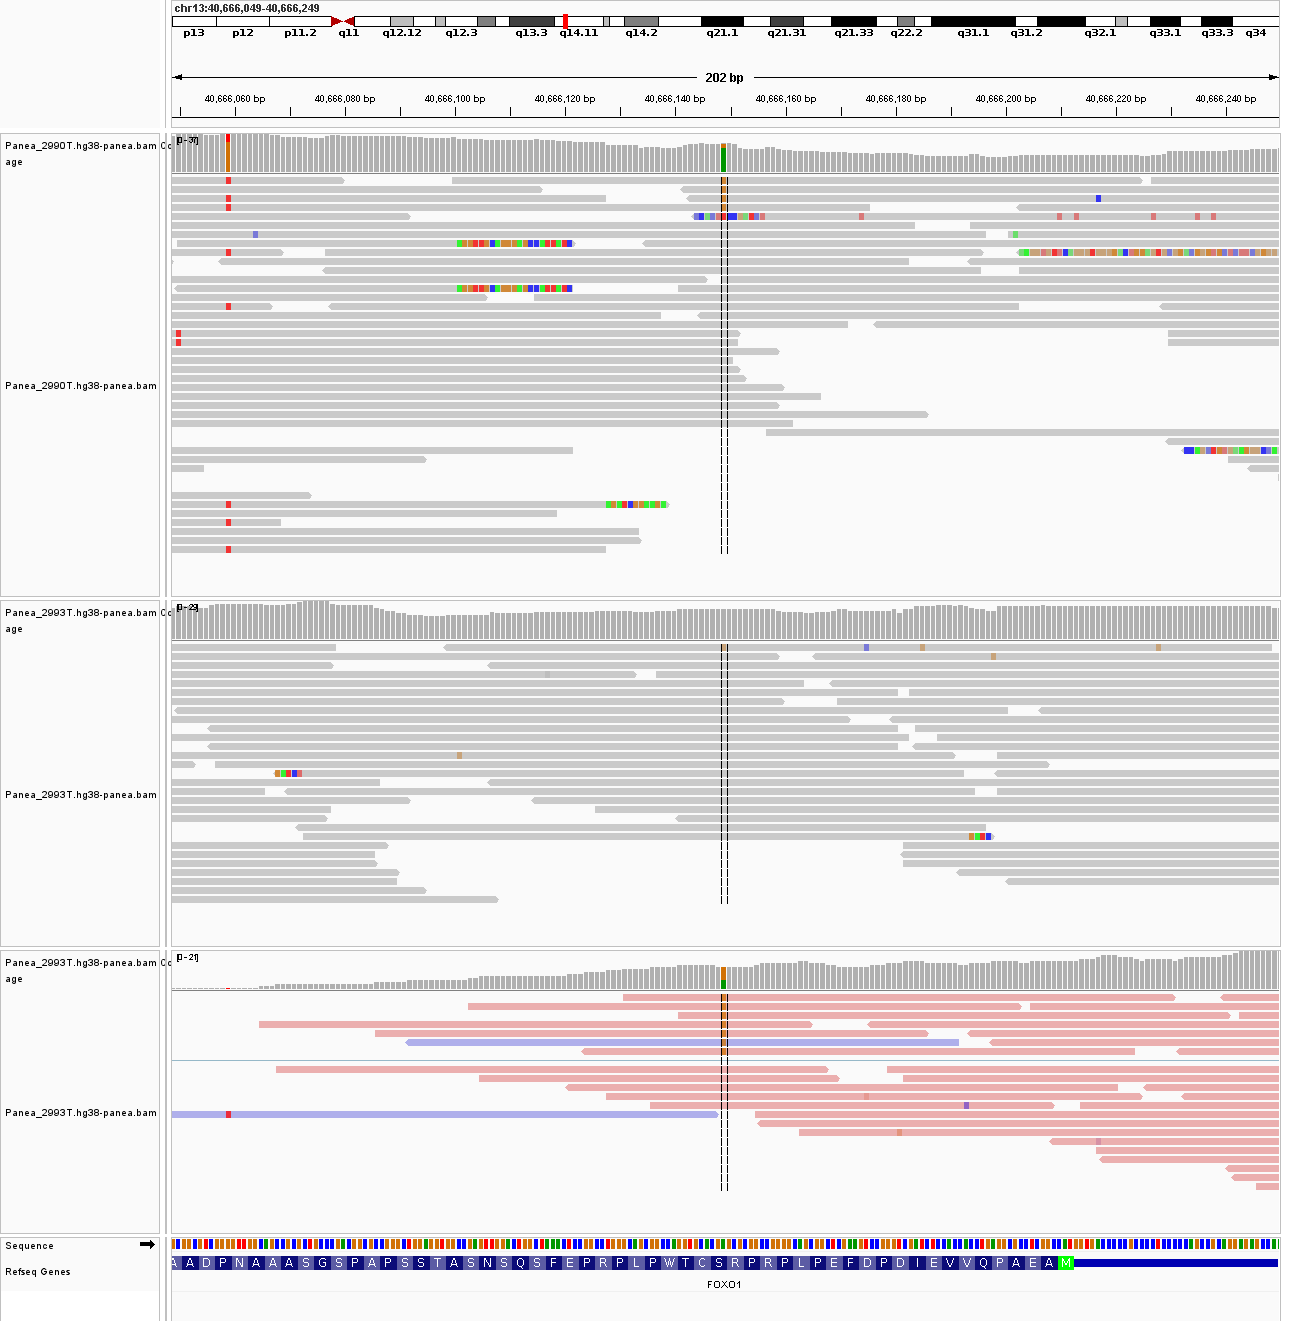 chr13:40,666,049-40,666,249
p13 p12 p11.2 q11 q12.12 q12.3 q13.3 q14.11 q14.2 q21.1 q21.31 q21.33 q22.2 q31.1 q31.2 q32.1 q33.1 q33.3 q34
202 bp
40,666,060 bp 40,666,080 bp 40,666,100 bp 40,666,120 bp 40,666,140 bp 40,666,160 bp 40,666,180 bp 40,666,200 bp 40,666,220 bp 40,666,240 bp
Panea_2990T.hg38-panea.bam Co
age
[0-37]
Panea_2990T.hg38-panea.bam
Panea_2993T.hg38-panea.bam Co
age
[0-23]
Panea_2993T.hg38-panea.bam
Panea_2993T.hg38-panea.bam Co
age
[0-21]
Panea_2993T.hg38-panea.bam
Sequence
Refseq Genes
A A D P N A A A S G S P A P S S T A S N S Q S F E P R P L P W T C S R P R P L P E F D P D I E V V Q P A E A M
FOXO1